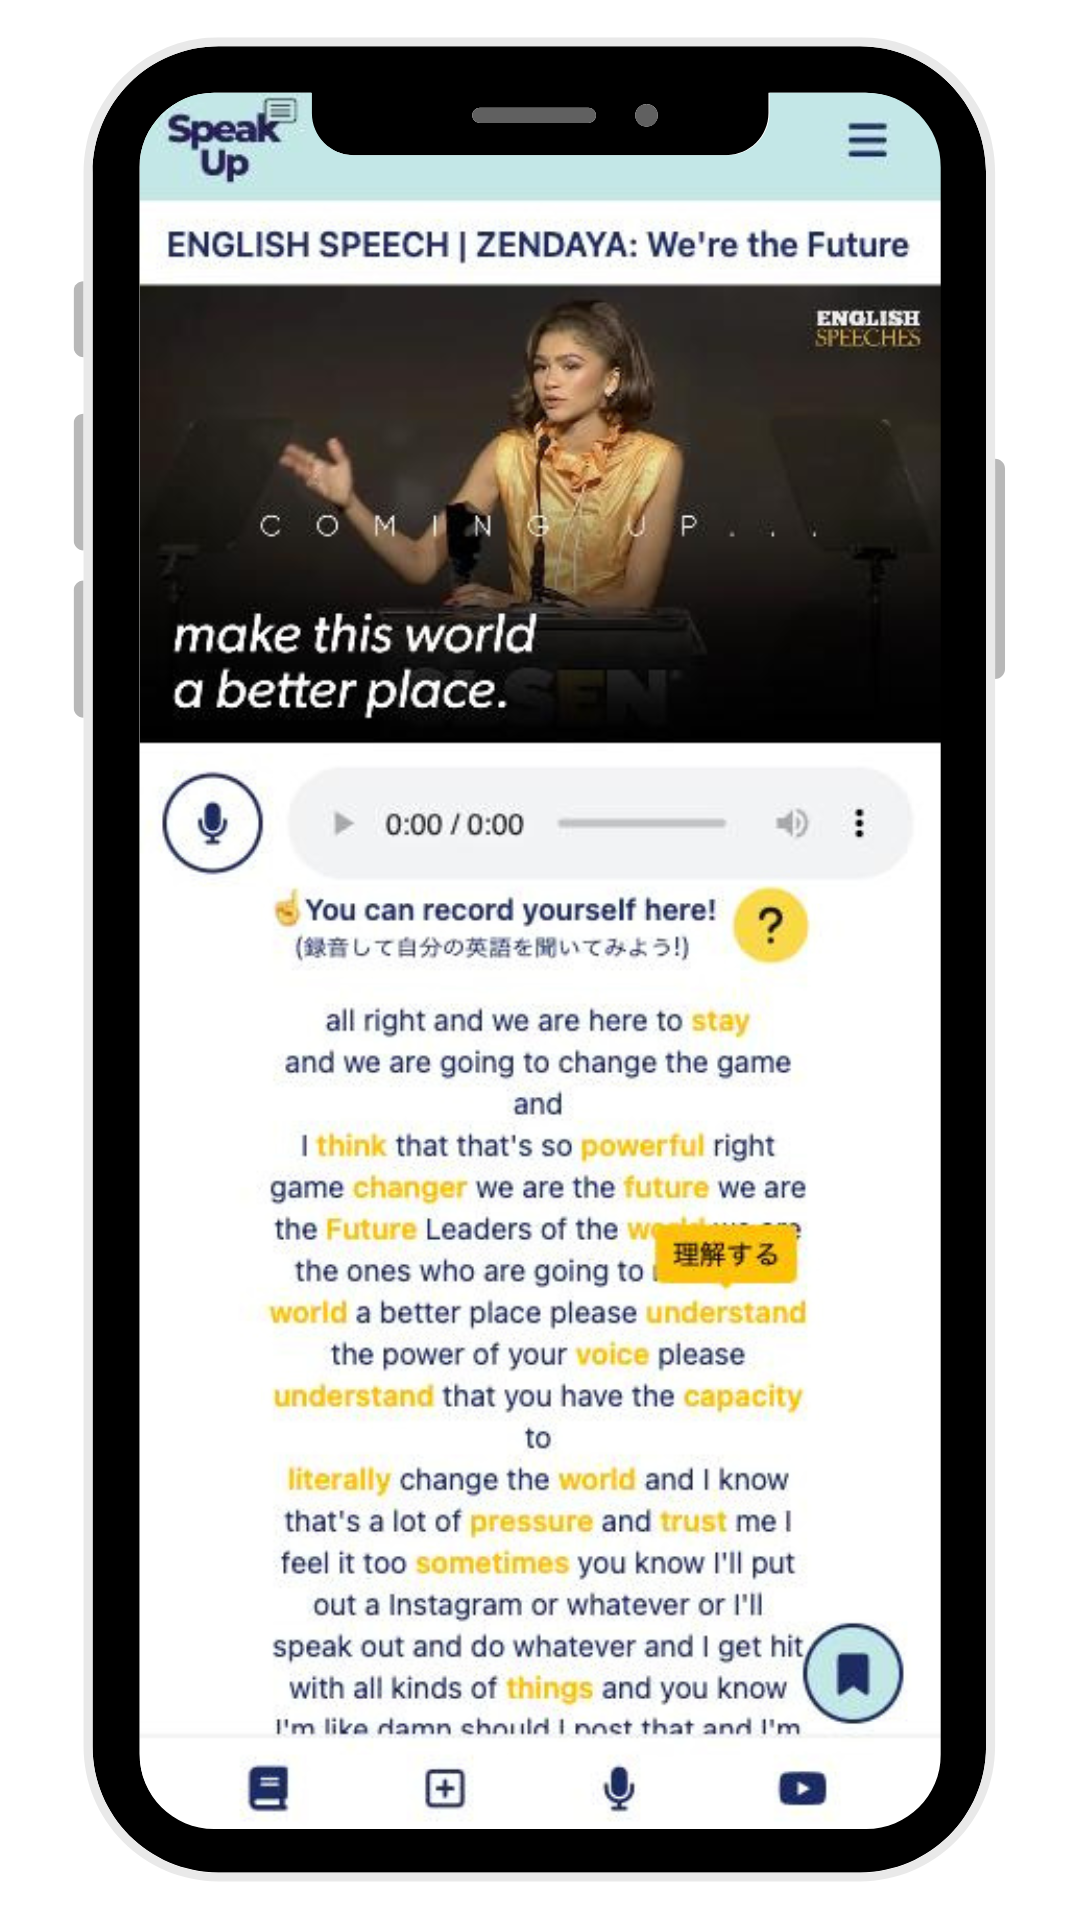 Speak
Up
ENGLISH SPEECH | ZENDAYA: We're the Future
ENGLISH
SPEECHES
COMING UP...
make this world
a better place.
0:00 / 0:00
☝You can record yourself here!
(録音して自分の英語を聞いてみよう!)
?
all right and we are here to stay
and we are going to change the game
and
I think that that's so powerful right
game changer we are the future we are
the Future Leaders of the world we are
理解する
the ones who are going to
world a better place please understand
the power of your voice please
understand that you have the capacity
to
literally change the world and I know
that's a lot of pressure and trust me I
feel it too sometimes you know I'll put
out a Instagram or whatever or I'll
speak out and do whatever and I get hit
with all kinds of things and you know
I'm like damn should I post that and I'm